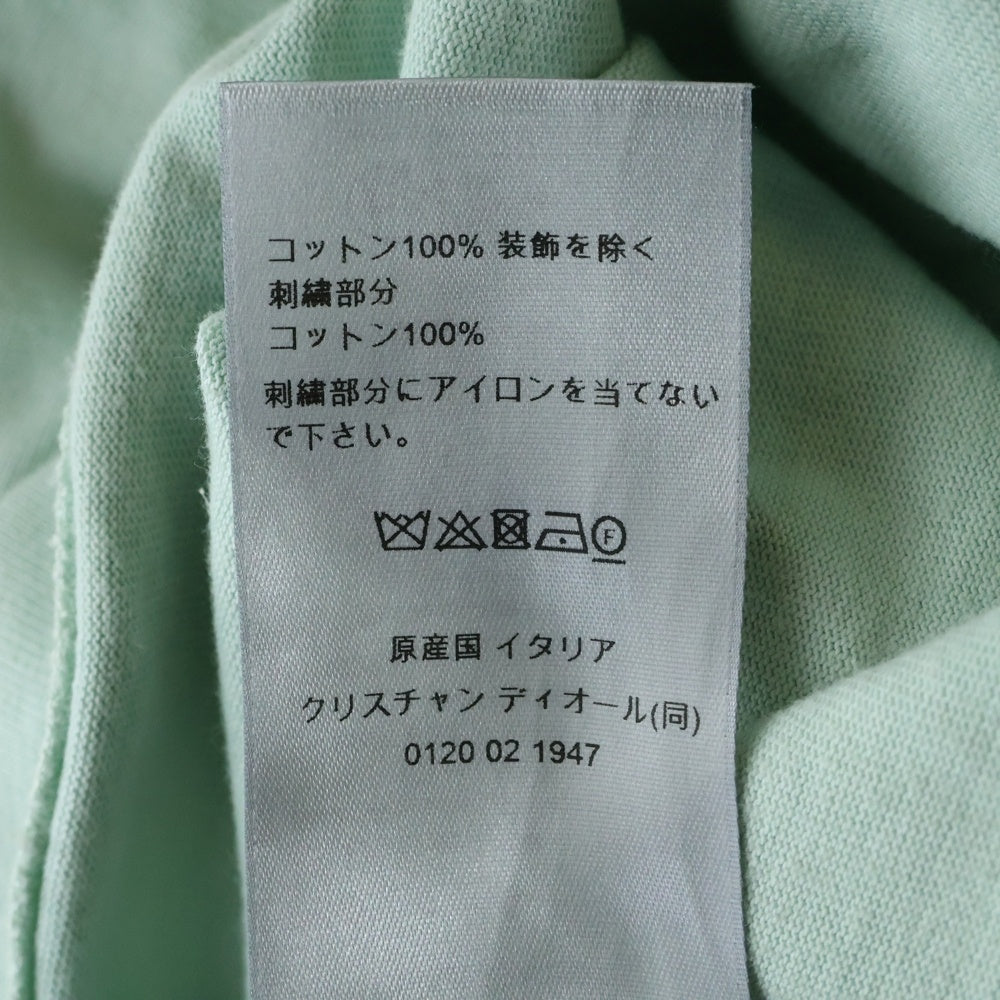 コットン100% 装飾を除く
刺繍部分
コットン100%
刺繍部分にアイロンを当てない
で下さい。
F
原産国 イタリア
クリスチャン ディオール(同)
0120 02 1947